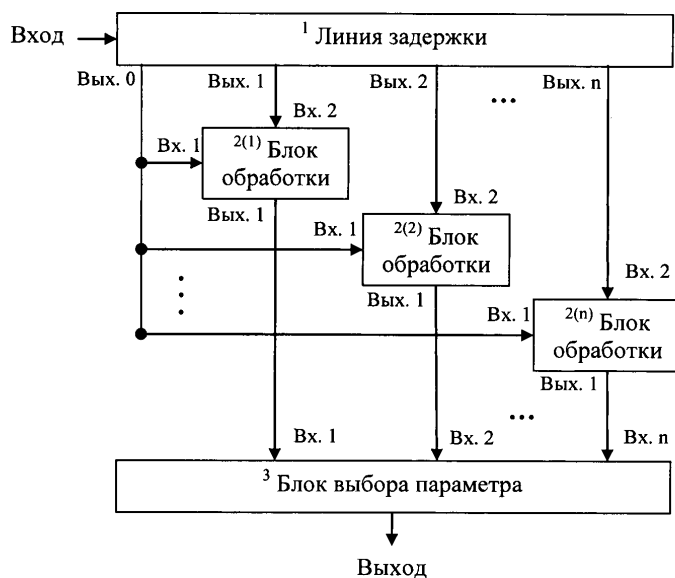 Вход
1 Линия задержки
Вых. 0
Вых. 1
Вых. 2
...
Вых. n
Вх. 2
Вх. 1
2(1) Блок
обработки
Вых. 1
Вх. 2
Вх. 1
2(2) Блок
обработки
Вых. 1
Вх. 2
Вх. 1
2(n) Блок
обработки
Вых. 1
...
Вх. 1
Вх. 2
Вх. n
3 Блок выбора параметра
Выход